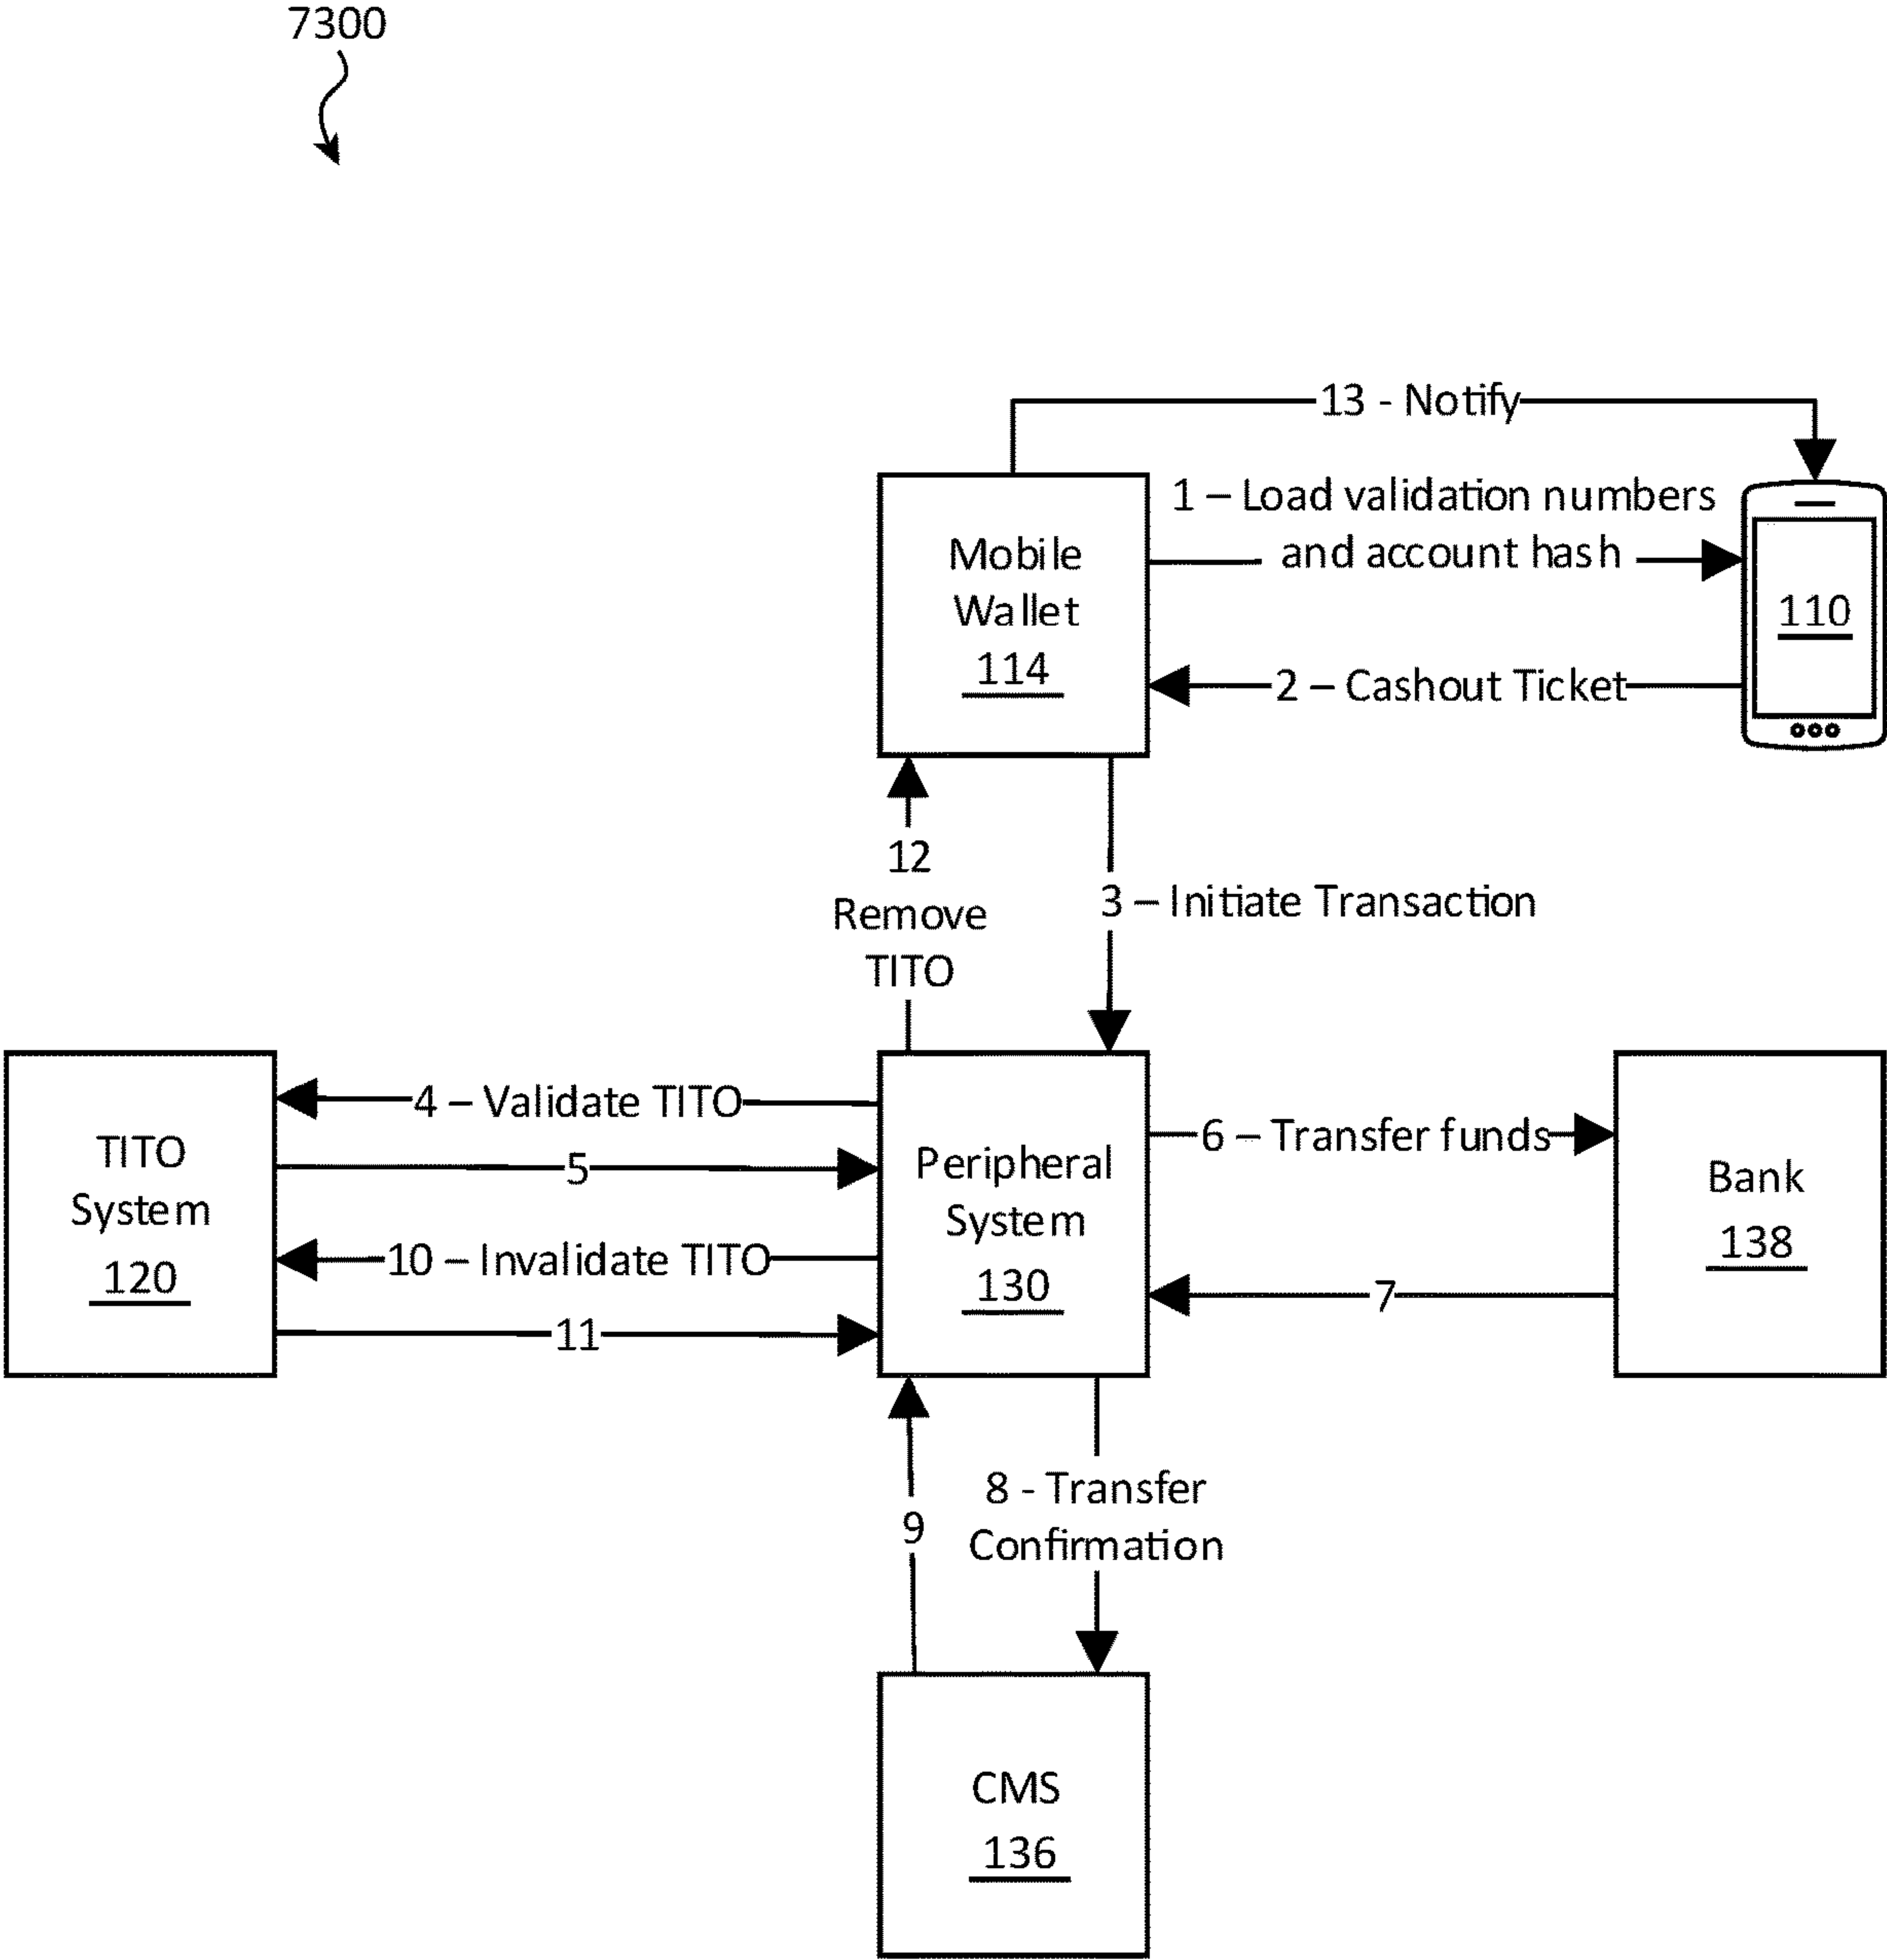 7300
13 - Notify
1 – Load validation numbers
and account hash
Mobile
Wallet
114
110
2 – Cashout Ticket
12
Remove
TITO
3 – Initiate Transaction
4 – Validate TITO
TITO
System
120
5
10 – Invalidate TITO
11
Peripheral
System
130
6 – Transfer funds
Bank
138
7
9
8 - Transfer
Confirmation
CMS
136